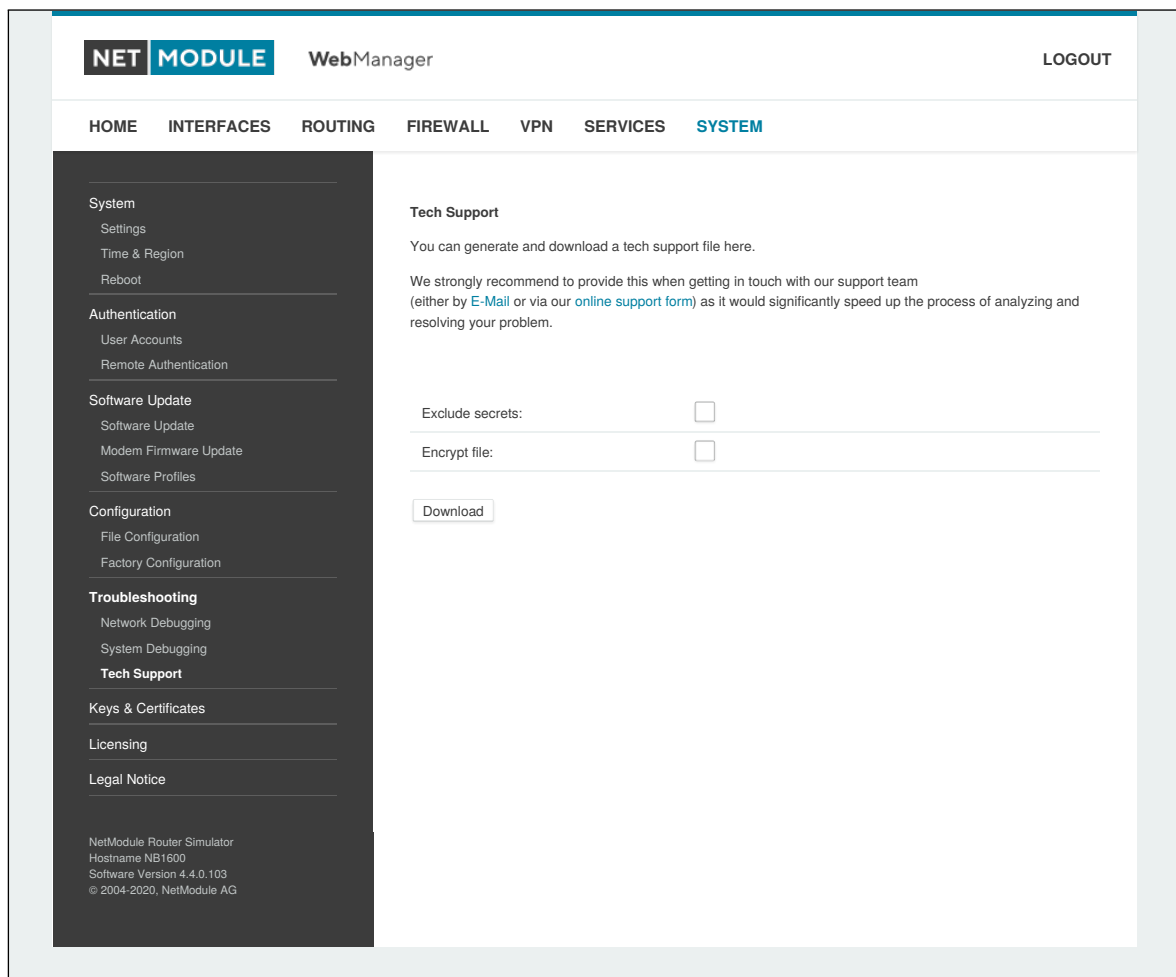 NET MODULE WebManager LOGOUT
HOME INTERFACES ROUTING FIREWALL VPN SERVICES SYSTEM
System
Settings
Time & Region
Reboot
Authentication
User Accounts
Remote Authentication
Software Update
Software Update
Modem Firmware Update
Software Profiles
Configuration
File Configuration
Factory Configuration
Troubleshooting
Network Debugging
System Debugging
Tech Support
Keys & Certificates
Licensing
Legal Notice
NetModule Router Simulator
Hostname NB1600
Software Version 4.4.0.103
© 2004-2020, NetModule AG
Tech Support
You can generate and download a tech support file here.
We strongly recommend to provide this when getting in touch with our support team
(either by E-Mail or via our online support form) as it would significantly speed up the process of analyzing and
resolving your problem.
Exclude secrets:
Encrypt file:
Download